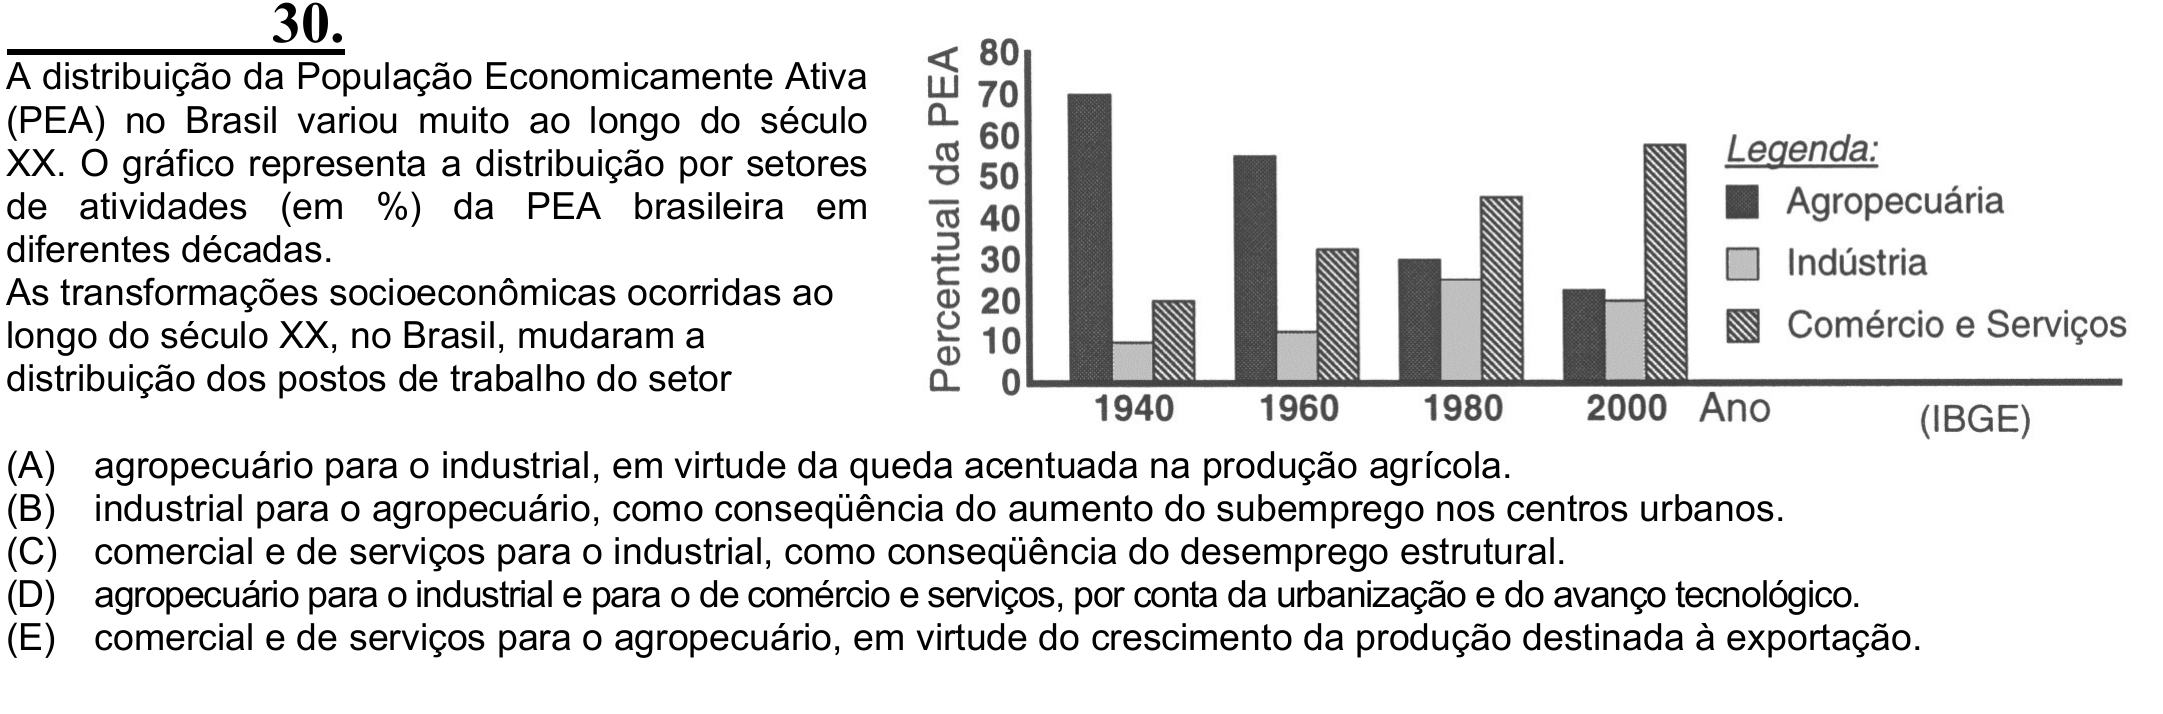 30.
A distribuição da População Economicamente Ativa
(PEA) no Brasil variou muito ao longo do século
XX. O gráfico representa a distribuição por setores
de atividades (em %) da PEA brasileira em
diferentes décadas.
As transformações socioeconômicas ocorridas ao
longo do século XX, no Brasil, mudaram a
distribuição dos postos de trabalho do setor
Percentual da PEA
80
70
60
50
40
30
20
10
0
1940 1960 1980 2000 Ano
(IBGE)
Legenda:
Agropecuária
Indústria
Comércio e Serviços
(A) agropecuário para o industrial, em virtude da queda acentuada na produção agrícola.
(B) industrial para o agropecuário, como conseqüência do aumento do subemprego nos centros urbanos.
(C) comercial e de serviços para o industrial, como conseqüência do desemprego estrutural.
(D) agropecuário para o industrial e para o de comércio e serviços, por conta da urbanização e do avanço tecnológico.
(E) comercial e de serviços para o agropecuário, em virtude do crescimento da produção destinada à exportação.